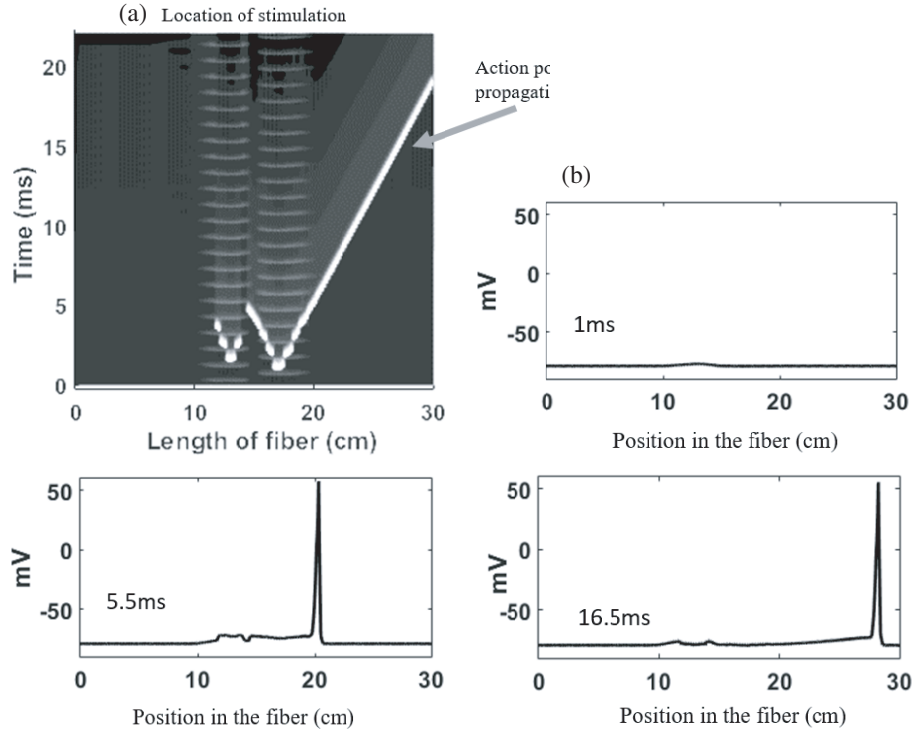 (a) Location of stimulation
Action
20
15
10
5
0
Time (ms)
0 10 20 30
Length of fiber (cm)
(b)
50
0
-50
mV
1ms
0 10 20 30
Position in the fiber (cm)
50
0
-50
mV
5.5ms
0 10 20 30
Position in the fiber (cm)
50
0
-50
mV
16.5ms
0 10 20 30
Position in the fiber (cm)